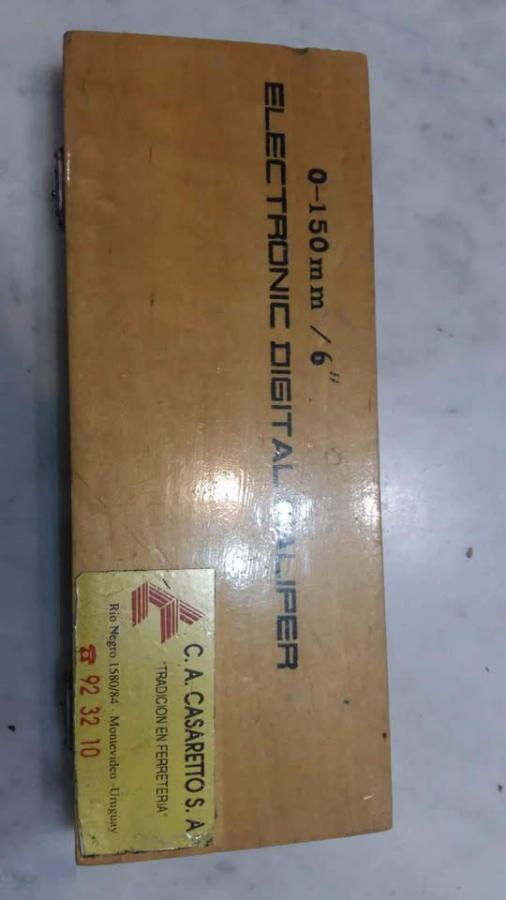 0-150mm /6"
ELECTRONIC DIGITAL CALIPER
C. A. CASARETTO S. A
"TRADICION EN FERRETERIA"
Rio Negro 1580/84 - Montevideo - Uruguay
☎ 92 32 10